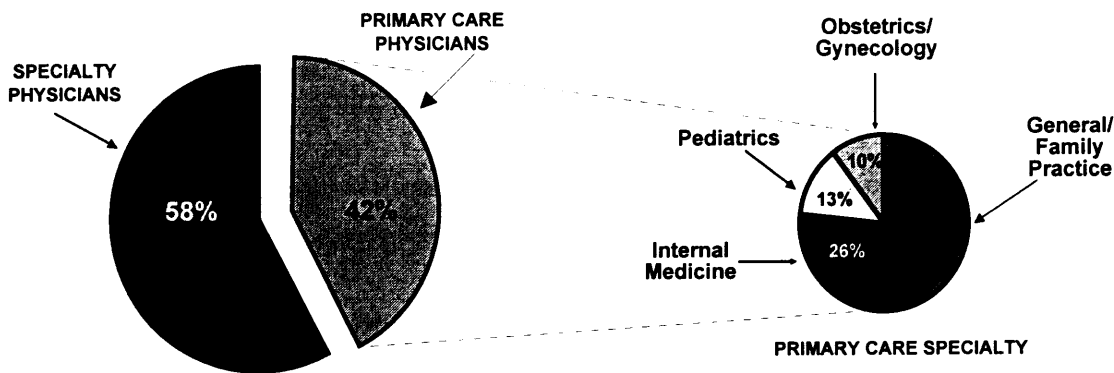 PRIMARY CARE
PHYSICIANS
SPECIALTY
PHYSICIANS
58%
42%
Obstetrics/
Gynecology
Pediatrics
General/
Family
Practice
10%
13%
26%
Internal
Medicine
PRIMARY CARE SPECIALTY